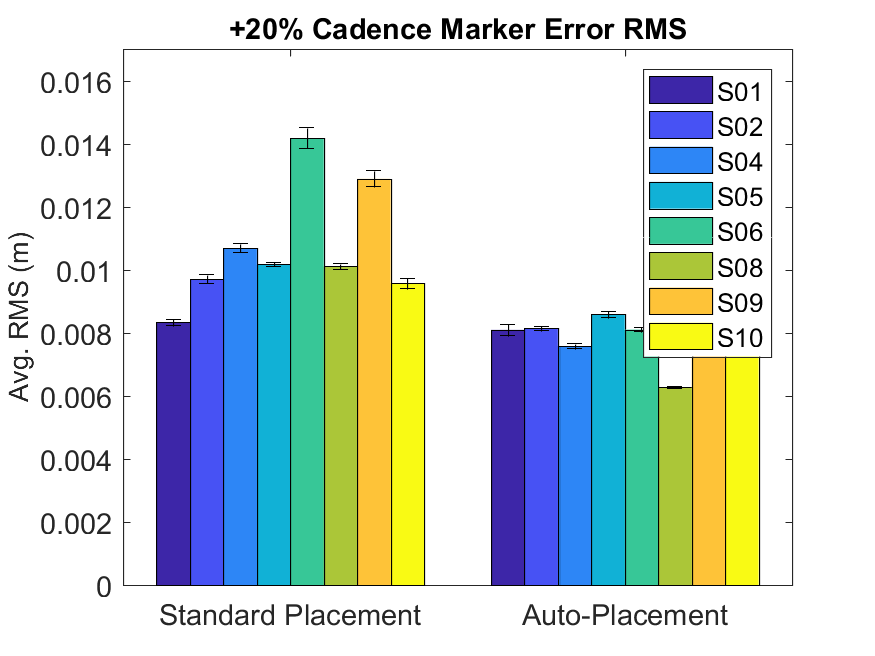 +20% Cadence Marker Error RMS
0.016
0.014
0.012
0.01
0.008
0.006
0.004
0.002
0
Avg. RMS (m)
S01
S02
S04
S05
S06
S08
S09
S10
Standard Placement
Auto-Placement